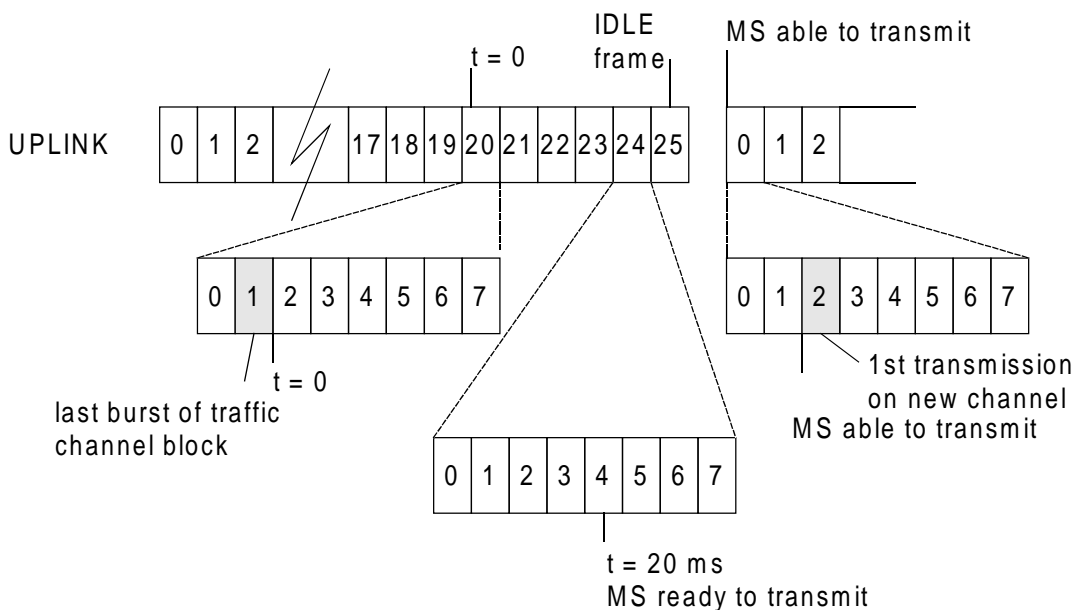 IDLE
frame
MS able to transmit
t = 0
UPLINK
0 1 2 17 18 19 20 21 22 23 24 25
0 1 2
0 1 2 3 4 5 6 7
0 1 2 3 4 5 6 7
t = 0
last burst of traffic
channel block
1st transmission
on new channel
MS able to transmit
0 1 2 3 4 5 6 7
t = 20 ms
MS ready to transmit